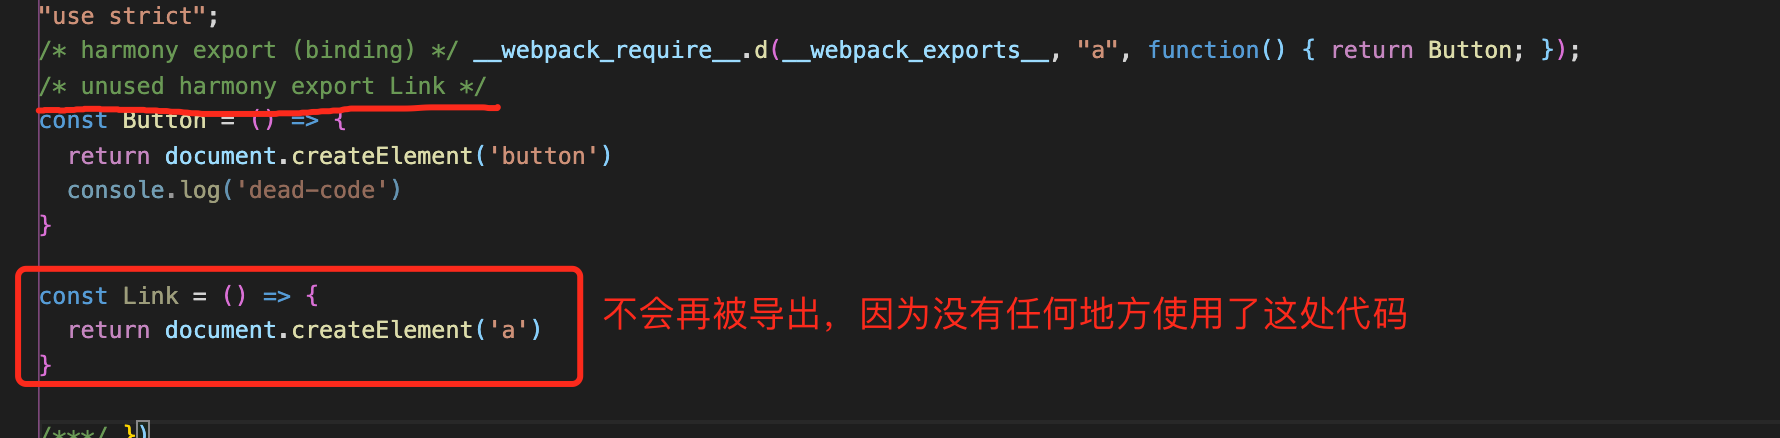 "use strict";
/* harmony export (binding) */ __webpack_require__.d(__webpack_exports__, "a", function() { return Button; });
/* unused harmony export Link */
const Button = () => {
  return document.createElement('button')
  console.log('dead-code')
}
const Link = () => {
  return document.createElement('a')
}
不会再被导出，因为没有任何地方使用了这处代码
/***/ })